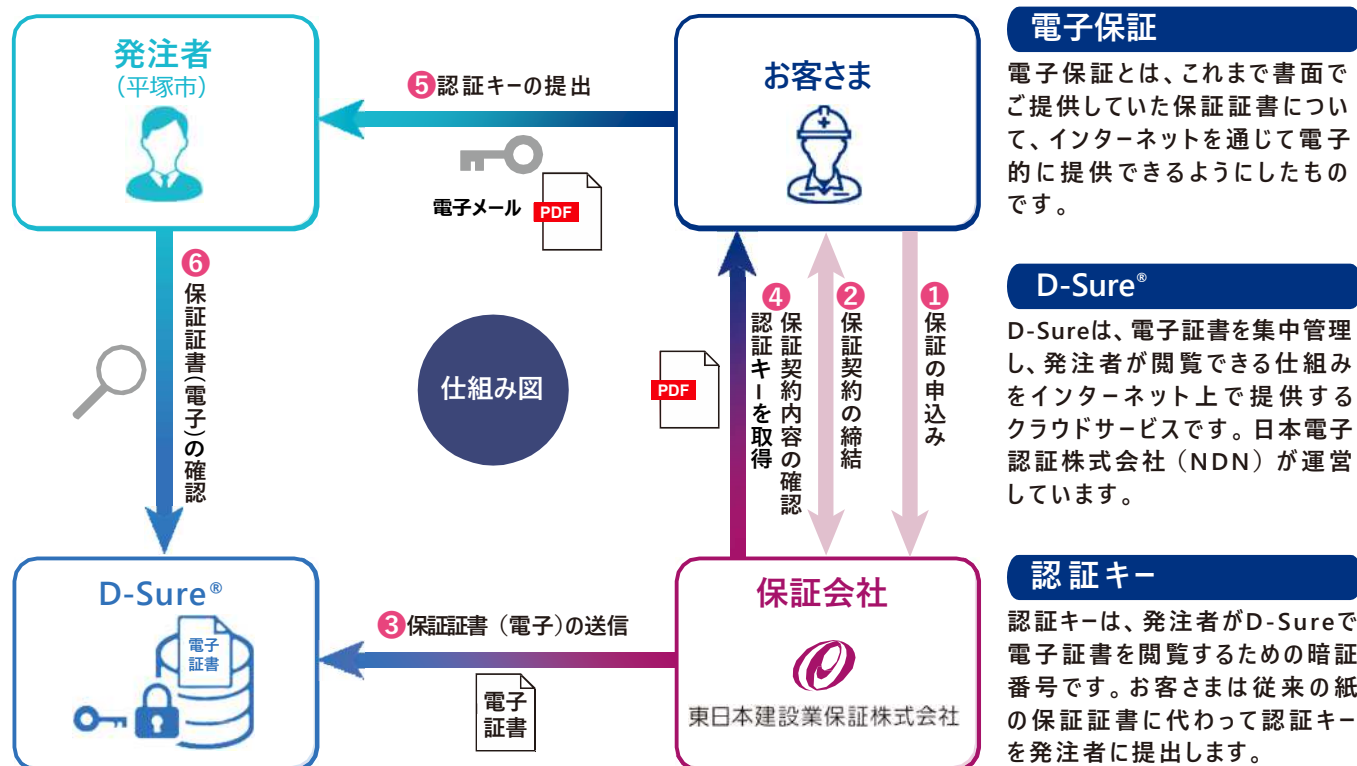 発注者
(平塚市)
❺認証キーの提出
電子メール
PDF
お客さま
❻保証証書(電子)の確認
仕組み図
PDF
❹保証契約内容の確認
認証キーを取得
❷保証契約の締結
❶保証の申込み
D-Sure®
電子
証書
❸保証証書（電子)の送信
電子
証書
保証会社
東日本建設業保証株式会社
電子保証
電子保証とは、これまで書面で
ご提供していた保証証書につい
て、インターネットを通じて電子
的に提供できるようにしたもの
です。
D-Sure®
D-Sureは、電子証書を集中管理
し、発注者が閲覧できる仕組み
をインターネット上で提供する
クラウドサービスです。日本電子
認証株式会社（NDN）が運営
しています。
認証キー
認証キーは、発注者がD-Sureで
電子証書を閲覧するための暗証
番号です。お客さまは従来の紙
の保証証書に代わって認証キー
を発注者に提出します。